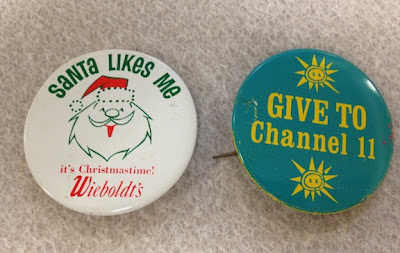 SANTA LIKES ME
it's Christmastime!
Wieboldt's
GIVE TO
Channel 11